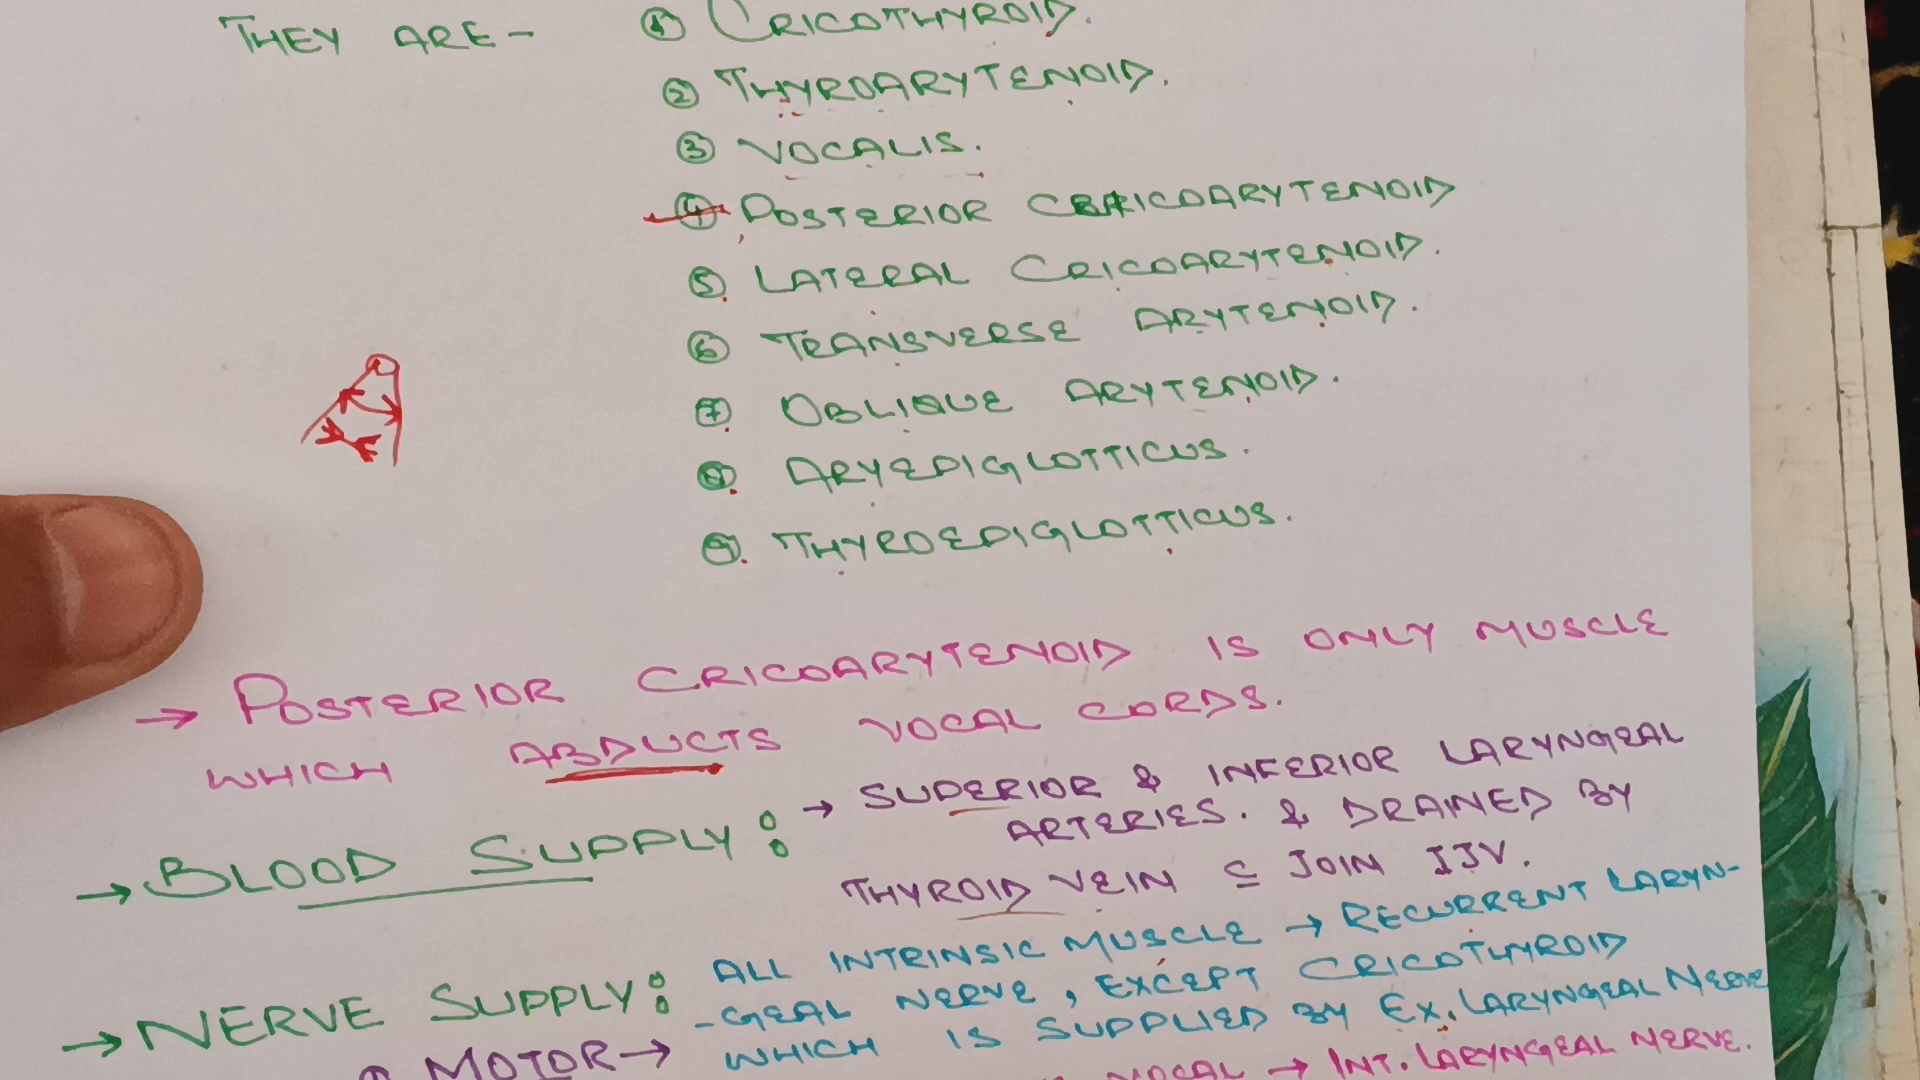 THEY ARE - ① CRICOTHYROID.
② THYROARYTENOID.
③ VOCALIS.
④ POSTERIOR CRICOARYTENOID
⑤ LATERAL CRICOARYTENOID.
⑥ TRANSVERSE ARYTENOID.
⑦ OBLIQUE ARYTENOID.
⑧ ARYEPIGLOTTICUS.
⑨ THYROEPIGLOTTICUS.
→ POSTERIOR CRICOARYTENOID IS ONLY MUSCLE
WHICH ABDUCTS VOCAL CORDS.
→ BLOOD SUPPLY: → SUPERIOR & INFERIOR LARYNGEAL
ARTERIES. & DRAINED BY
THYROID VEIN C̄ JOIN IJV.
→ NERVE SUPPLY: ALL INTRINSIC MUSCLE → RECURRENT LARYN-
-GEAL NERVE, EXCEPT CRICOTHYROID
MOTOR → WHICH IS SUPPLIED BY EX. LARYNGEAL NERVE
VOCAL → INT. LARYNGEAL NERVE.